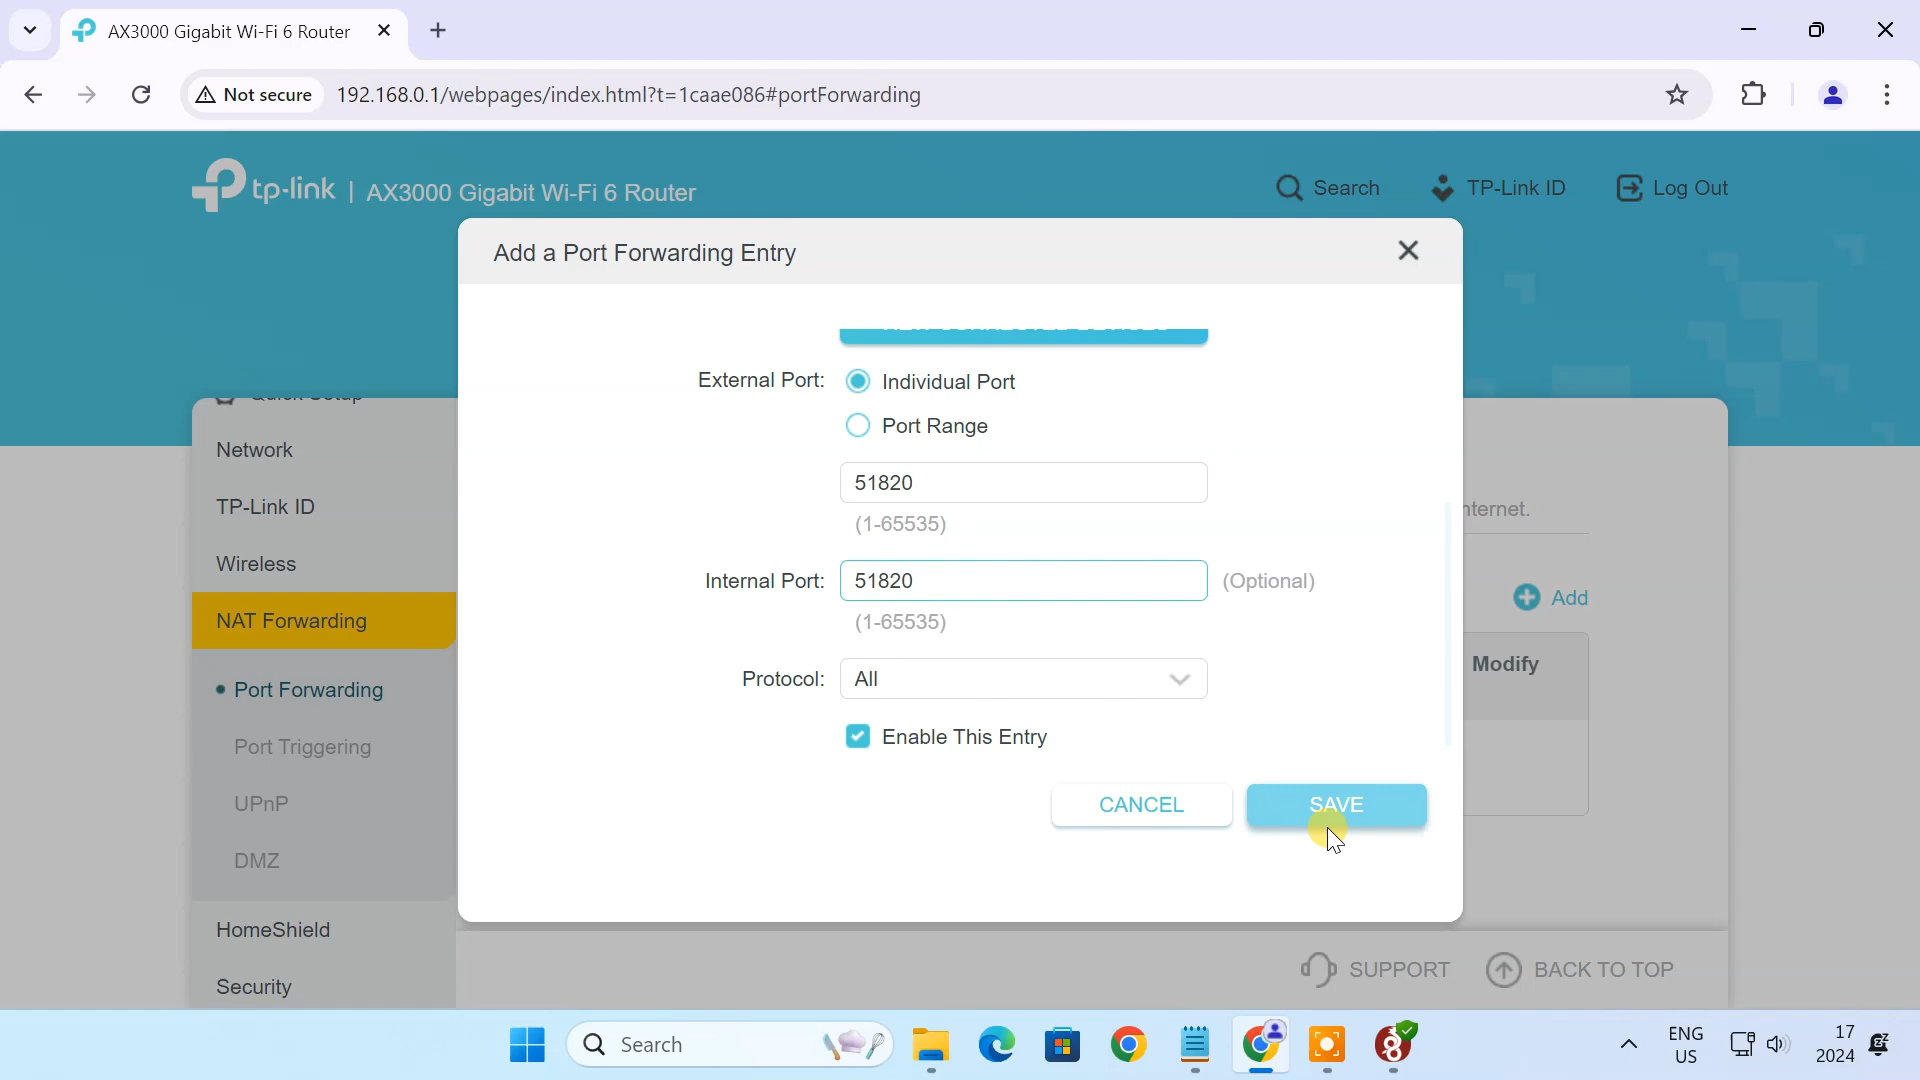 AX3000 Gigabit Wi-Fi 6 Router
Not secure
192.168.0.1/webpages/index.html?t=1caae086#portForwarding
tp-link | AX3000 Gigabit Wi-Fi 6 Router
Search
TP-Link ID
Log Out
Add a Port Forwarding Entry
External Port:
Individual Port
Port Range
51820
(1-65535)
Internal Port:
51820
(Optional)
(1-65535)
Protocol:
All
Enable This Entry
CANCEL
SAVE
Quick Setup
Network
TP-Link ID
Wireless
NAT Forwarding
Port Forwarding
Port Triggering
UPnP
DMZ
HomeShield
Security
Add
Modify
SUPPORT
BACK TO TOP
Search
ENG
US
17
2024